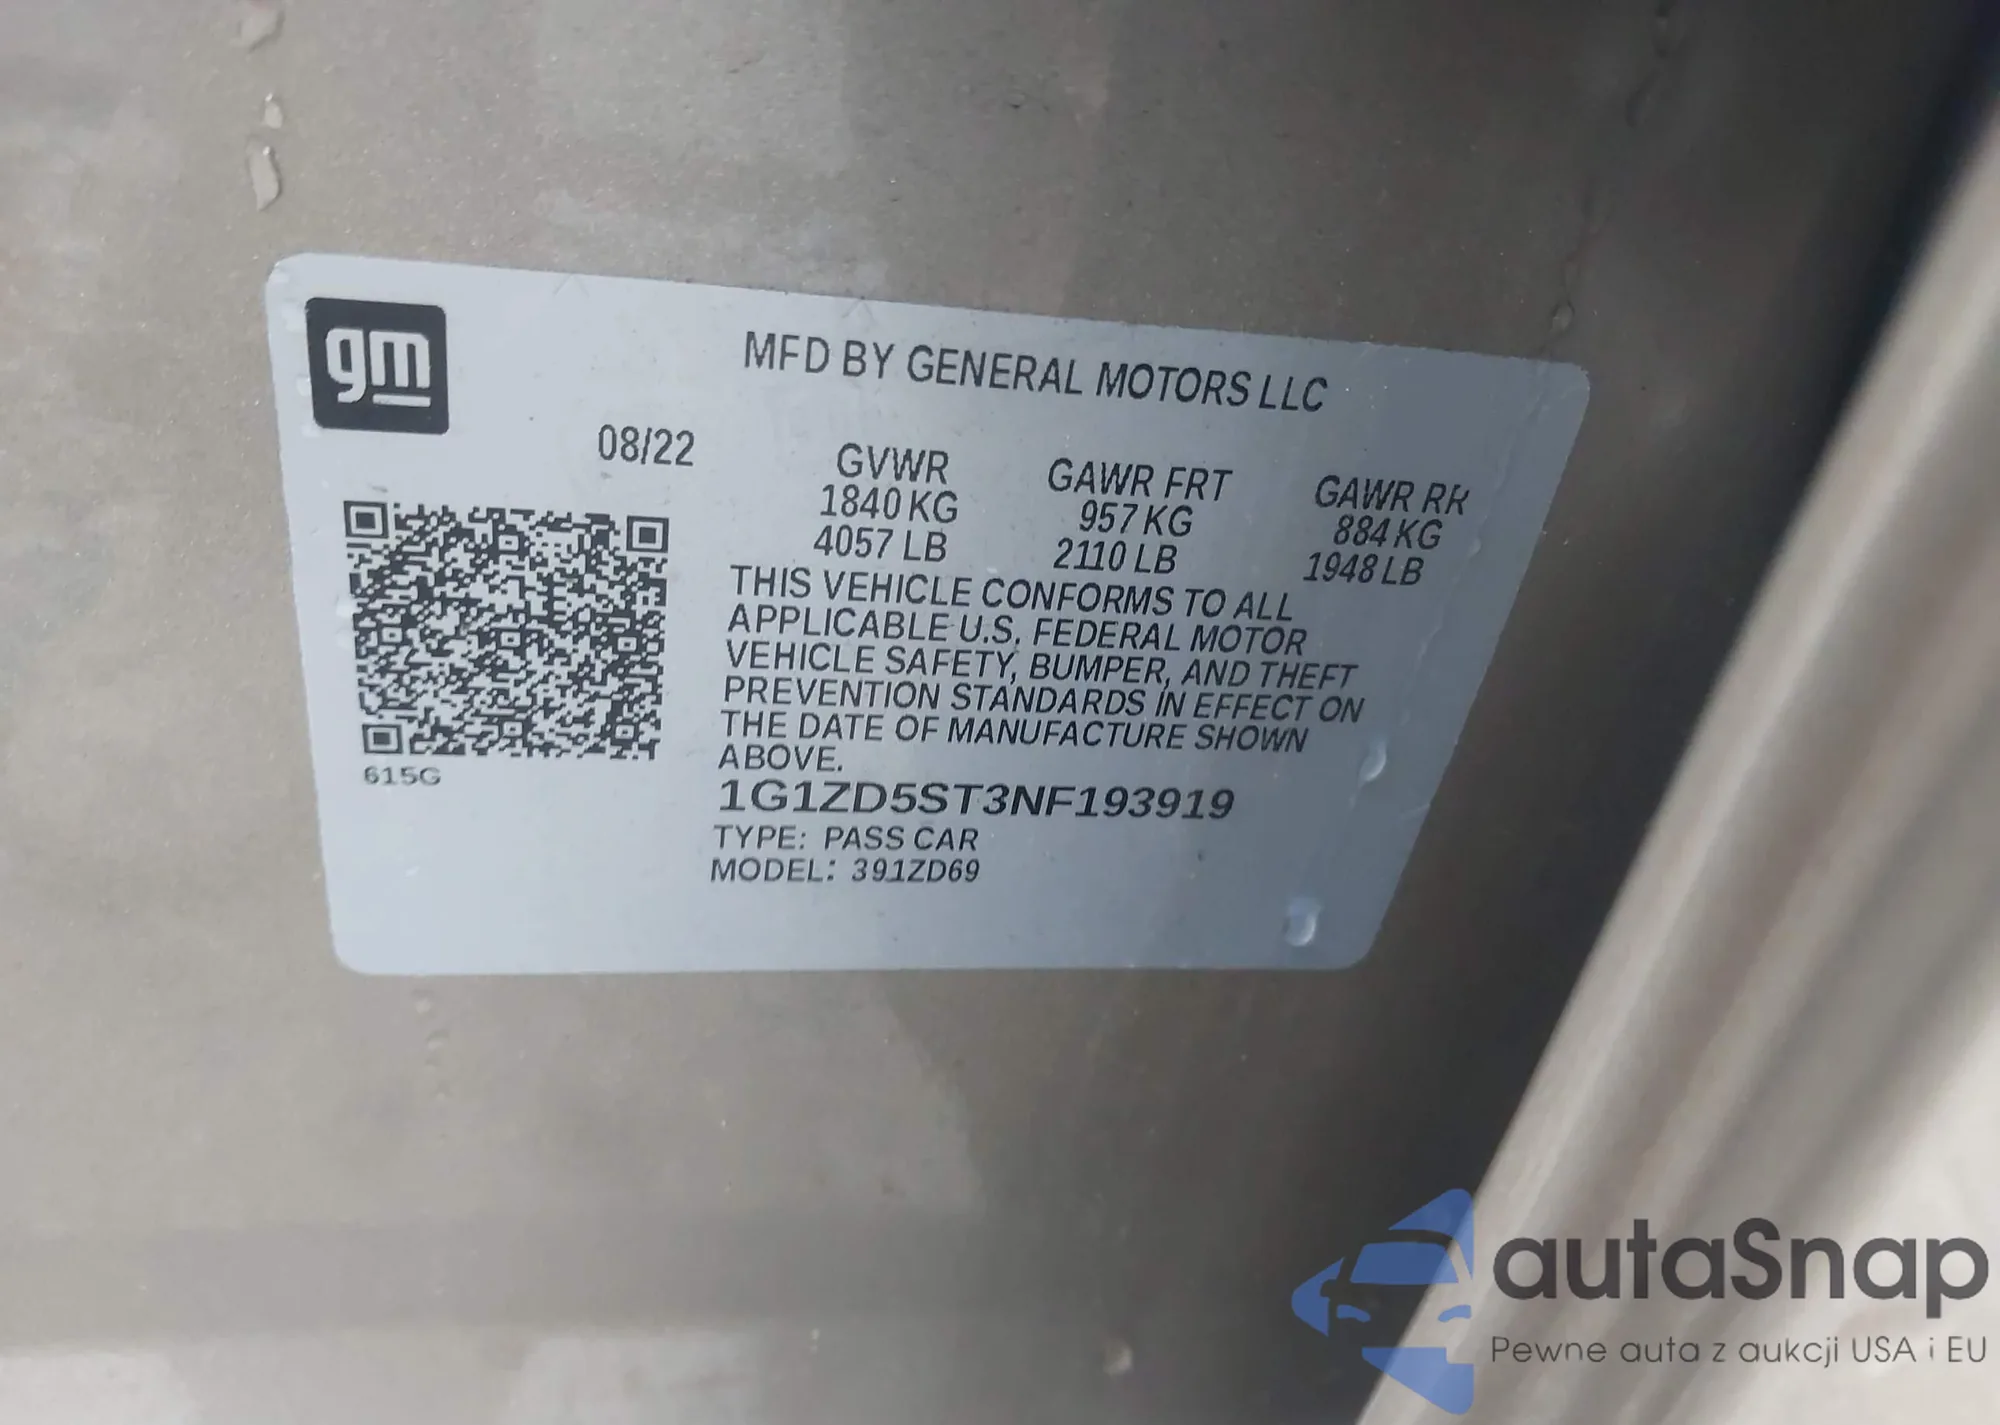 gm
MFD BY GENERAL MOTORS LLC
08/22
GVWR GAWR FRT GAWR RR
1840 KG 957 KG 884 KG
4057 LB 2110 LB 1948 LB
THIS VEHICLE CONFORMS TO ALL
APPLICABLE U.S. FEDERAL MOTOR
VEHICLE SAFETY, BUMPER, AND THEFT
PREVENTION STANDARDS IN EFFECT ON
THE DATE OF MANUFACTURE SHOWN
ABOVE.
615G
1G1ZD5ST3NF193919
TYPE: PASS CAR
MODEL: 391ZD69
autaSnap
Pewne auta z aukcji USA i EU